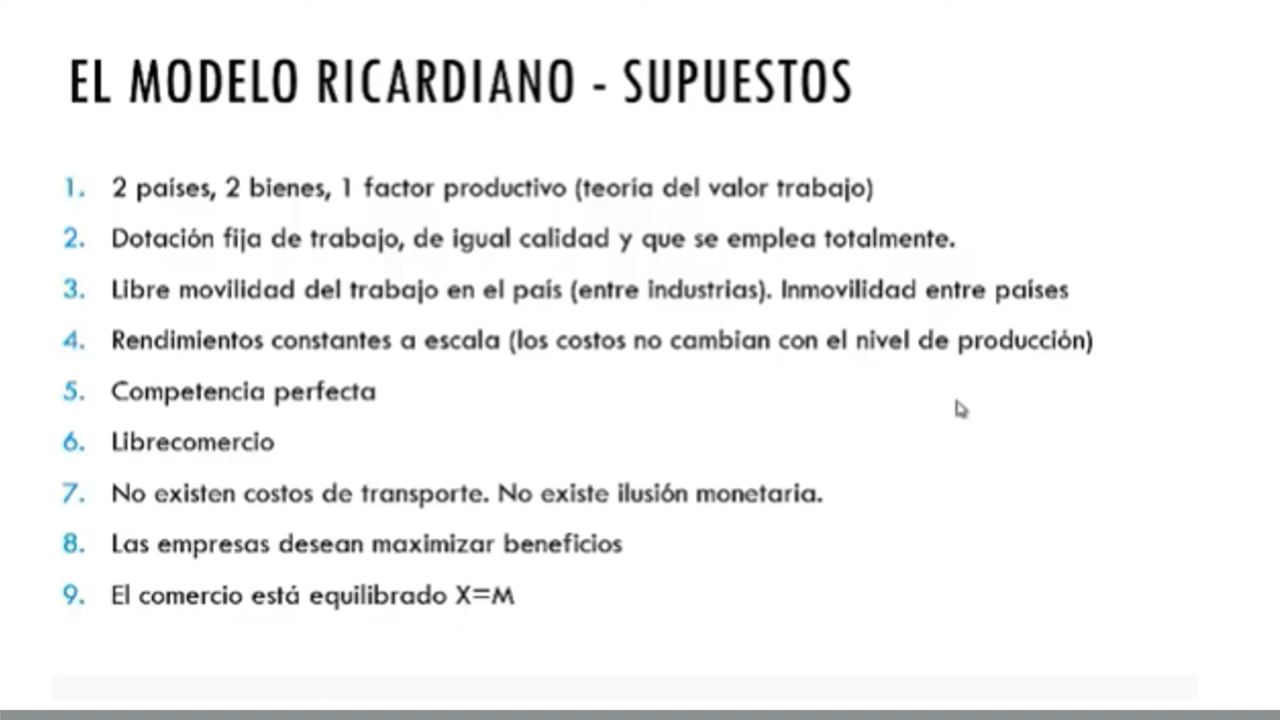 EL MODELO RICARDIANO - SUPUESTOS
1. 2 países, 2 bienes, 1 factor productivo (teoría del valor trabajo)
2. Dotación fija de trabajo, de igual calidad y que se emplea totalmente.
3. Libre movilidad del trabajo en el país (entre industrias). Inmovilidad entre países
4. Rendimientos constantes a escala (los costos no cambian con el nivel de producción)
5. Competencia perfecta
6. Librecomercio
7. No existen costos de transporte. No existe ilusión monetaria.
8. Las empresas desean maximizar beneficios
9. El comercio está equilibrado X=M